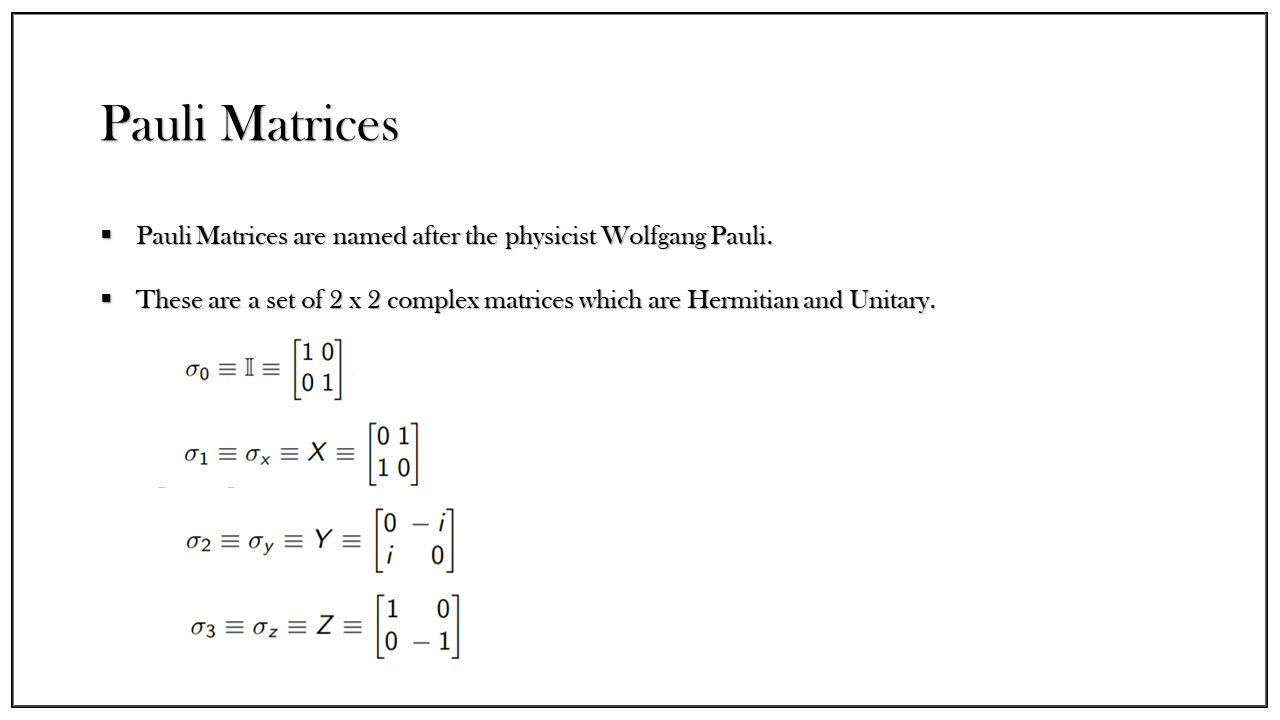 Pauli Matrices
▪ Pauli Matrices are named after the physicist Wolfgang Pauli.
▪ These are a set of 2 x 2 complex matrices which are Hermitian and Unitary.
σ₀ ≡ 𝕀 ≡ [1 0
0 1]
σ₁ ≡ σₓ ≡ X ≡ [0 1
1 0]
σ₂ ≡ σ_y ≡ Y ≡ [0 − i
i 0]
σ₃ ≡ σ_z ≡ Z ≡ [1 0
0 − 1]